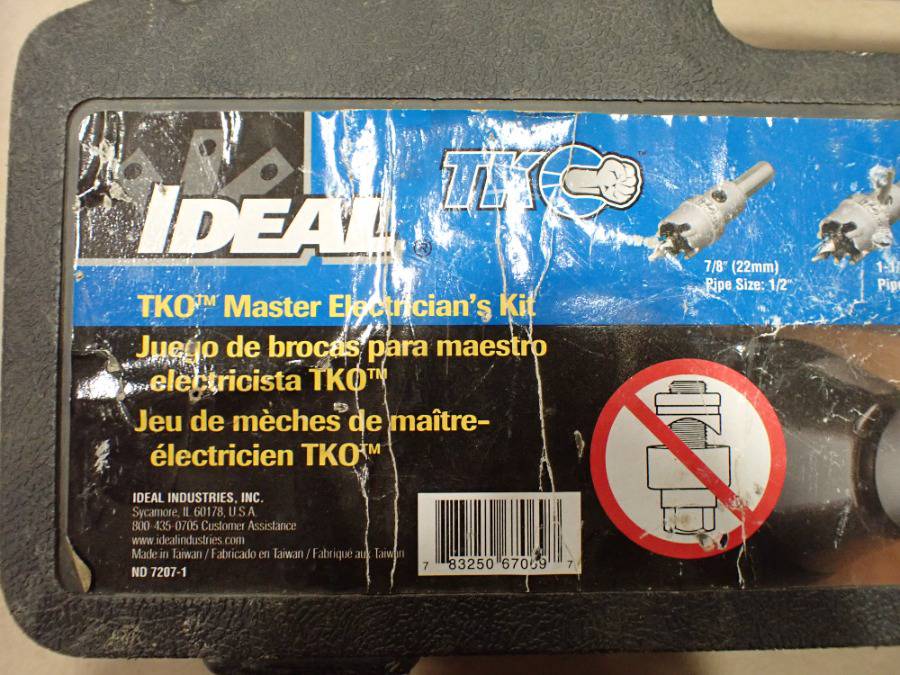 IDEAL®
TKO™
7/8" (22mm)
Pipe Size: 1/2"
TKO™ Master Electrician's Kit
Juego de brocas para maestro
electricista TKO™
Jeu de mèches de maître-
électricien TKO™
IDEAL INDUSTRIES, INC.
Sycamore, IL 60178, U.S.A.
800-435-0705 Customer Assistance
www.idealindustries.com
Made in Taiwan / Fabricado en Taiwan / Fabriqué aux Taiwan
ND 7207-1
7 83250 67059 7